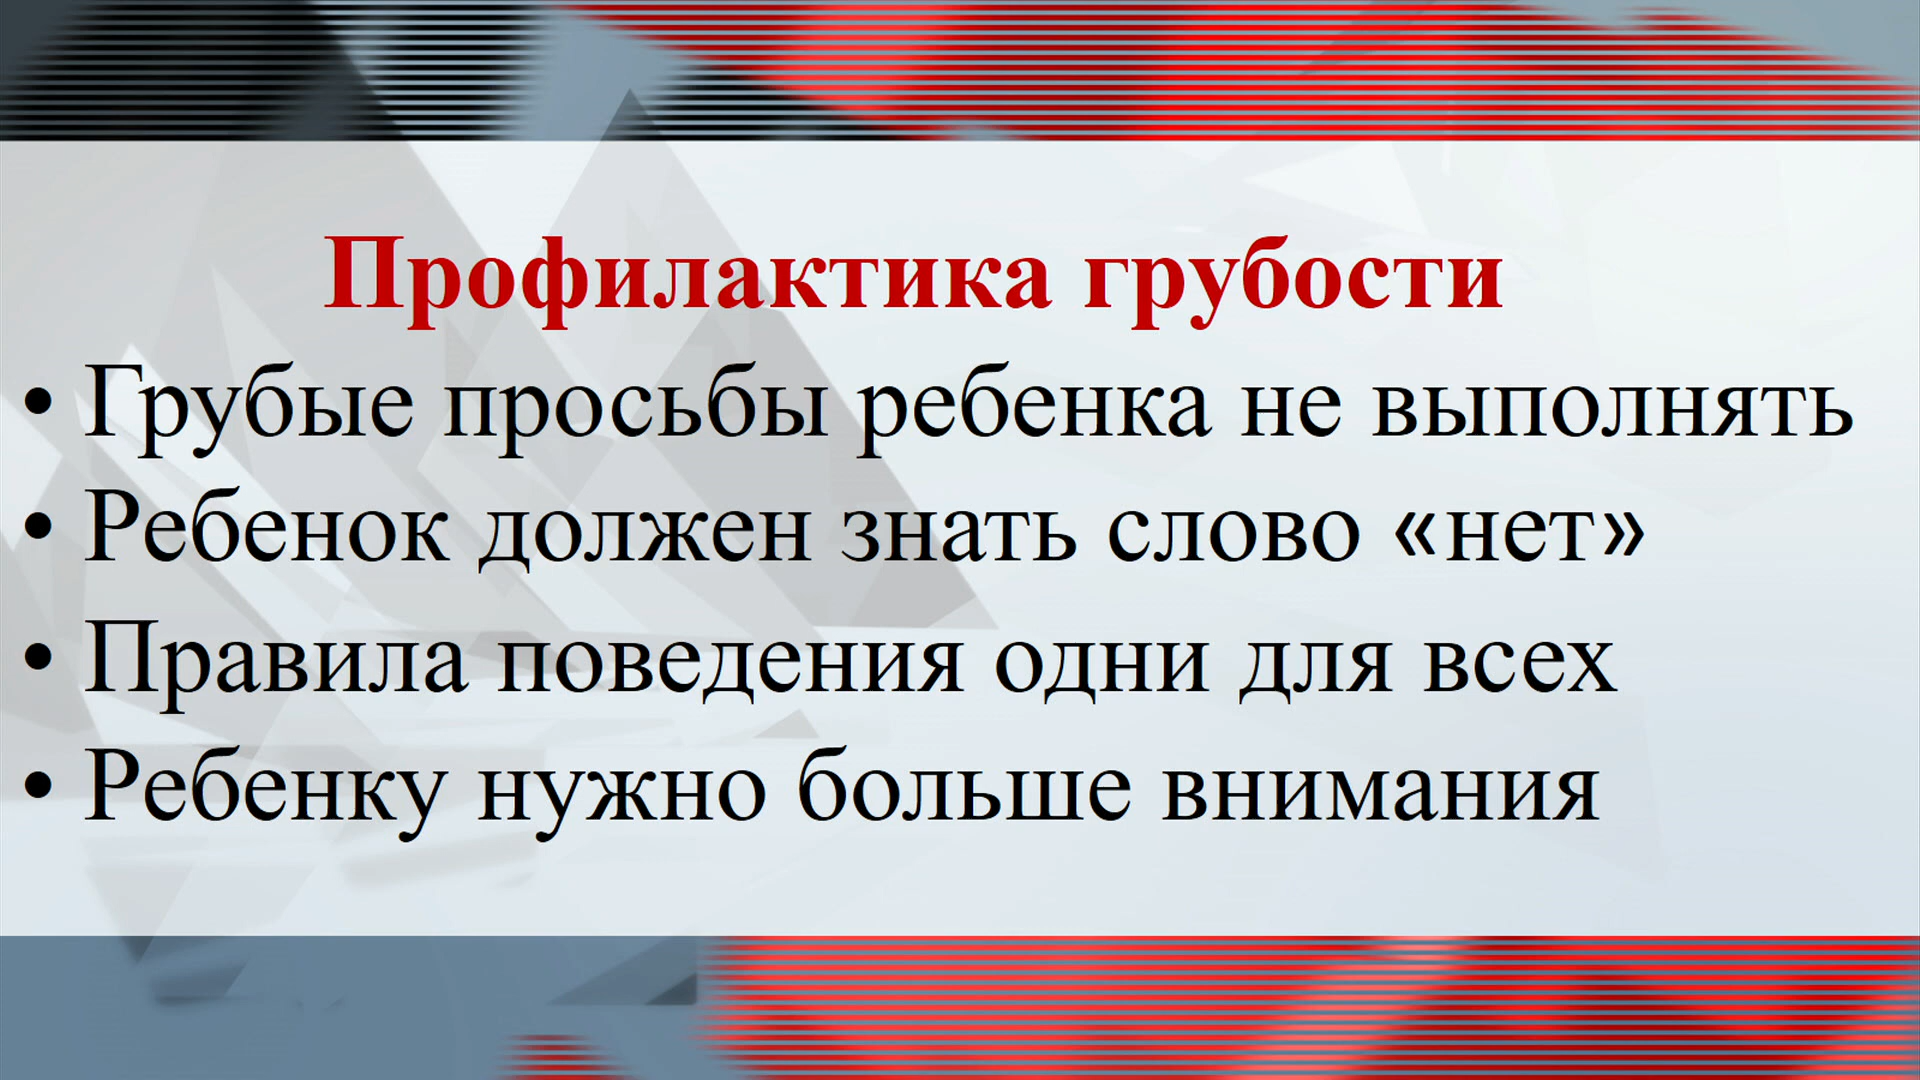 Профилактика грубости
• Грубые просьбы ребенка не выполнять
• Ребенок должен знать слово «нет»
• Правила поведения одни для всех
• Ребенку нужно больше внимания